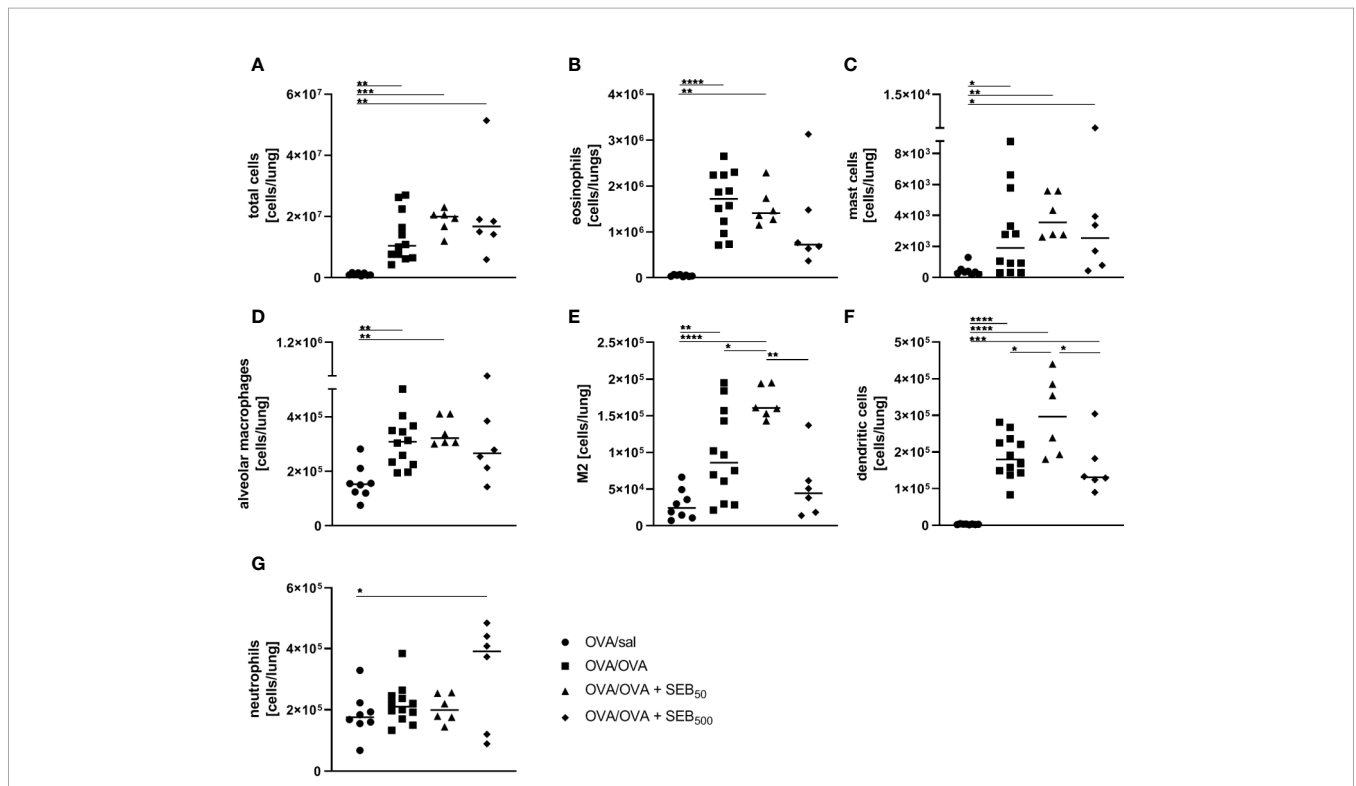 A
**
***
**
6×10⁷
4×10⁷
2×10⁷
0
total cells
[cells/lung]
B
****
**
4×10⁶
3×10⁶
2×10⁶
1×10⁶
0
eosinophils
[cells/lungs]
C
*
**
*
1.5×10⁴
8×10³
6×10³
4×10³
2×10³
0
mast cells
[cells/lung]
D
**
**
1.2×10⁶
4×10⁵
2×10⁵
0
alveolar macrophages
[cells/lung]
E
**
****
*
**
2.5×10⁵
2×10⁵
1.5×10⁵
1×10⁵
5×10⁴
0
M2 [cells/lung]
F
****
****
***
*
*
5×10⁵
4×10⁵
3×10⁵
2×10⁵
1×10⁵
0
dendritic cells
[cells/lung]
G
*
6×10⁵
4×10⁵
2×10⁵
0
neutrophils
[cells/lung]
OVA/sal
OVA/OVA
OVA/OVA + SEB₅₀
OVA/OVA + SEB₅₀₀